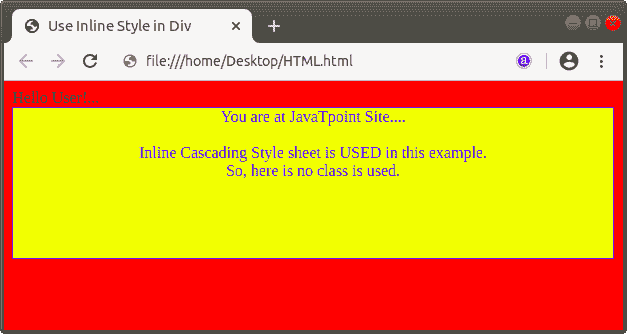 Use Inline Style in Div
file:///home/Desktop/HTML.html
Hello User!
You are at JavaTpoint Site....
Inline Cascading Style sheet is USED in this example.
So, here is no class is used.